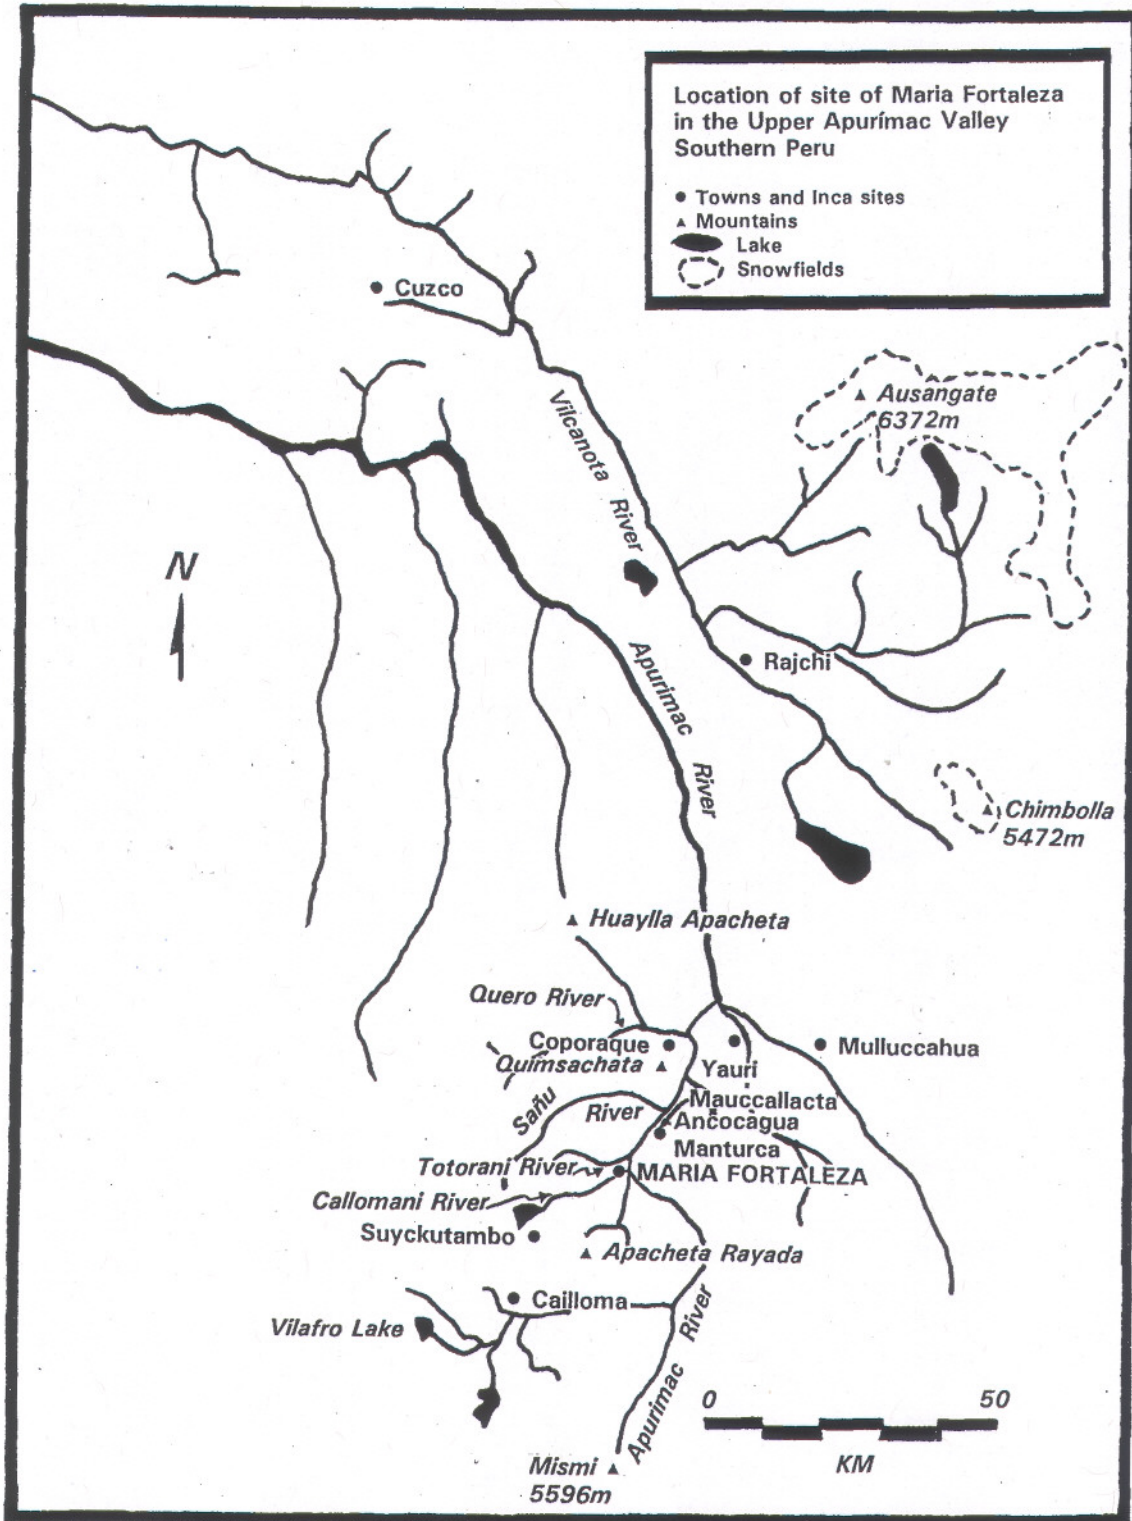 Location of site of Maria Fortaleza
in the Upper Apurímac Valley
Southern Peru
Towns and Inca sites
Mountains
Lake
Snowfields
Cuzco
Ausangate
6372m
Vilcanota River
N
Apurimac River
Rajchi
Chimbolla
5472m
Huaylla Apacheta
Quero River
Coporaque
Quimsachata
Yauri
Mulluccahua
Sañu River
Mauccallacta
Ancocagua
Manturca
Totorani River
MARIA FORTALEZA
Callomani River
Suyckutambo
Apacheta Rayada
Cailloma
Vilafro Lake
Apurimac River
0 50
KM
Mismi
5596m